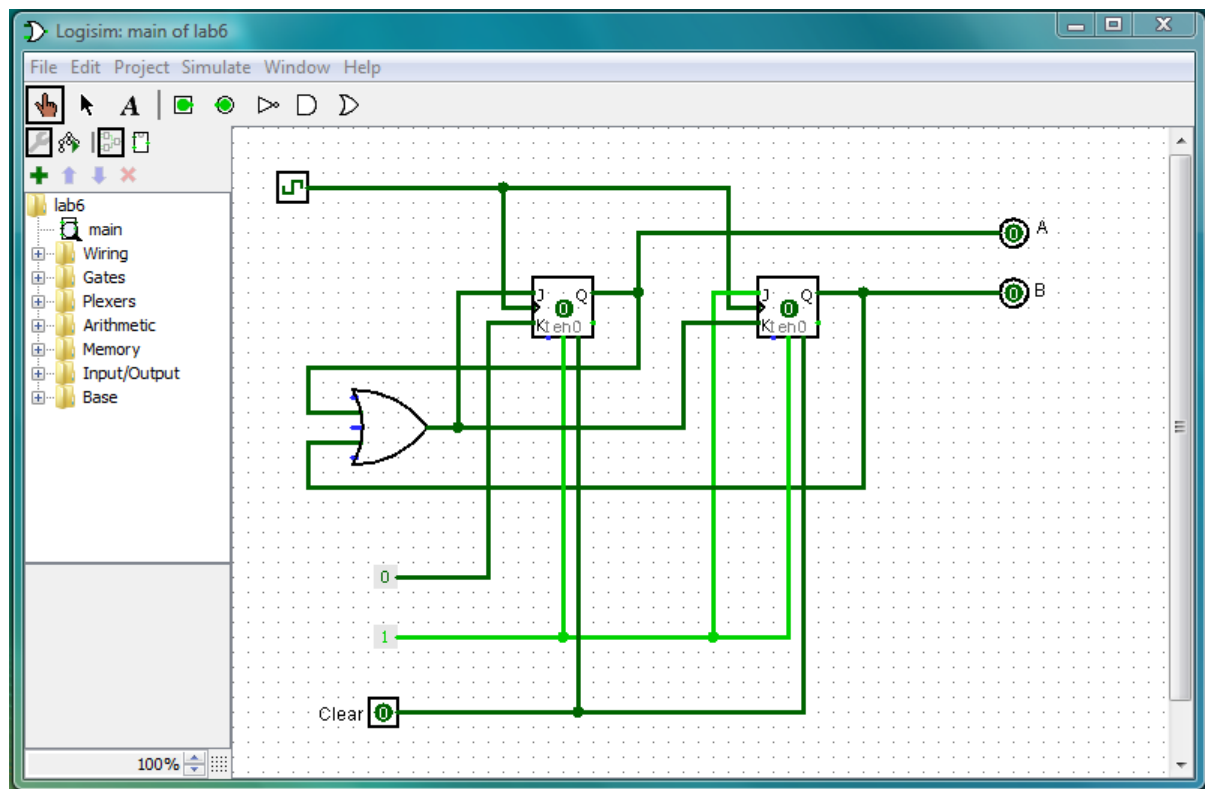 Logisim: main of lab6
File Edit Project Simulate Window Help
A
lab6
main
Wiring
Gates
Plexers
Arithmetic
Memory
Input/Output
Base
100%
0 A
0 B
J Q
0
K t en 0
J Q
0
K t en 0
0
1
Clear 0